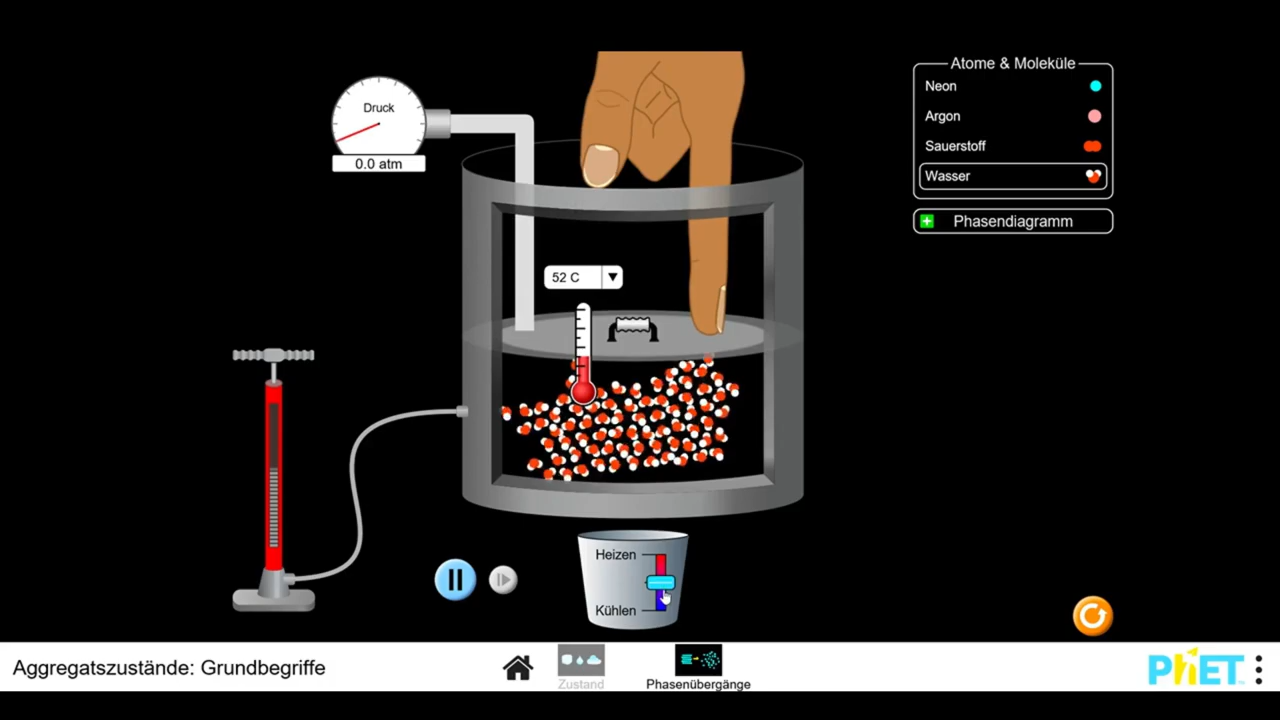 Druck
0.0 atm
52 C
Atome & Moleküle
Neon
Argon
Sauerstoff
Wasser
Phasendiagramm
Heizen
Kühlen
Aggregatszustände: Grundbegriffe
Zustand
Phasenübergänge
PhET